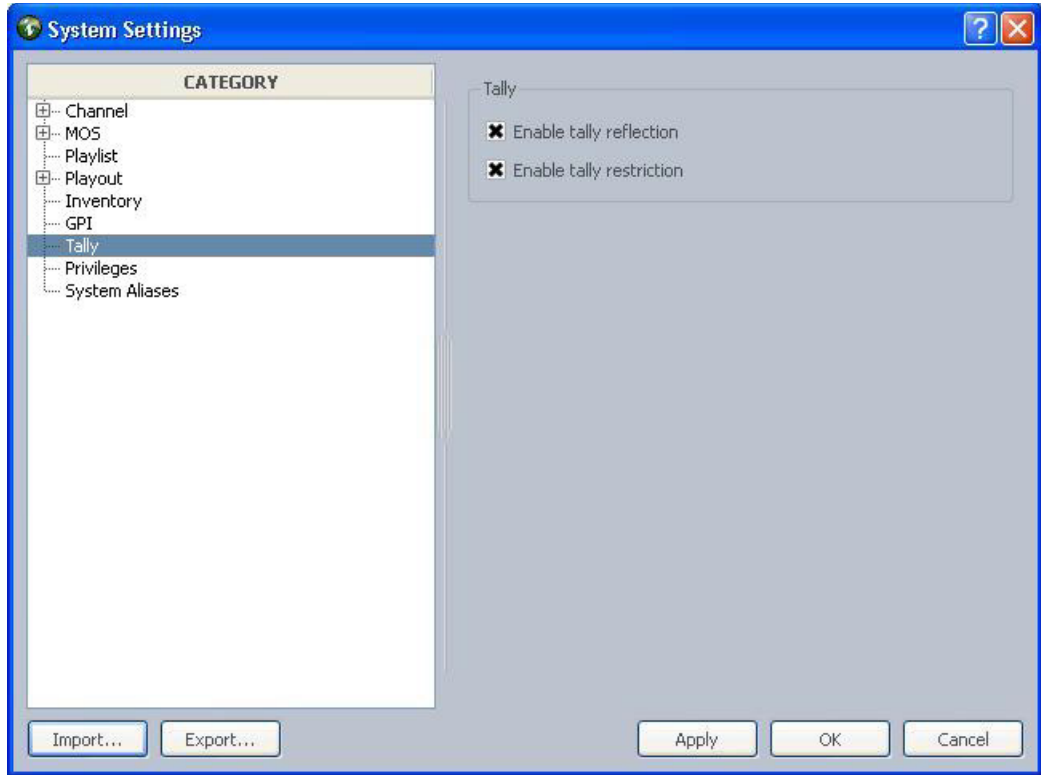 System Settings
CATEGORY
Channel
MOS
Playlist
Playout
Inventory
GPI
Tally
Privileges
System Aliases
Tally
Enable tally reflection
Enable tally restriction
Import...
Export...
Apply
OK
Cancel